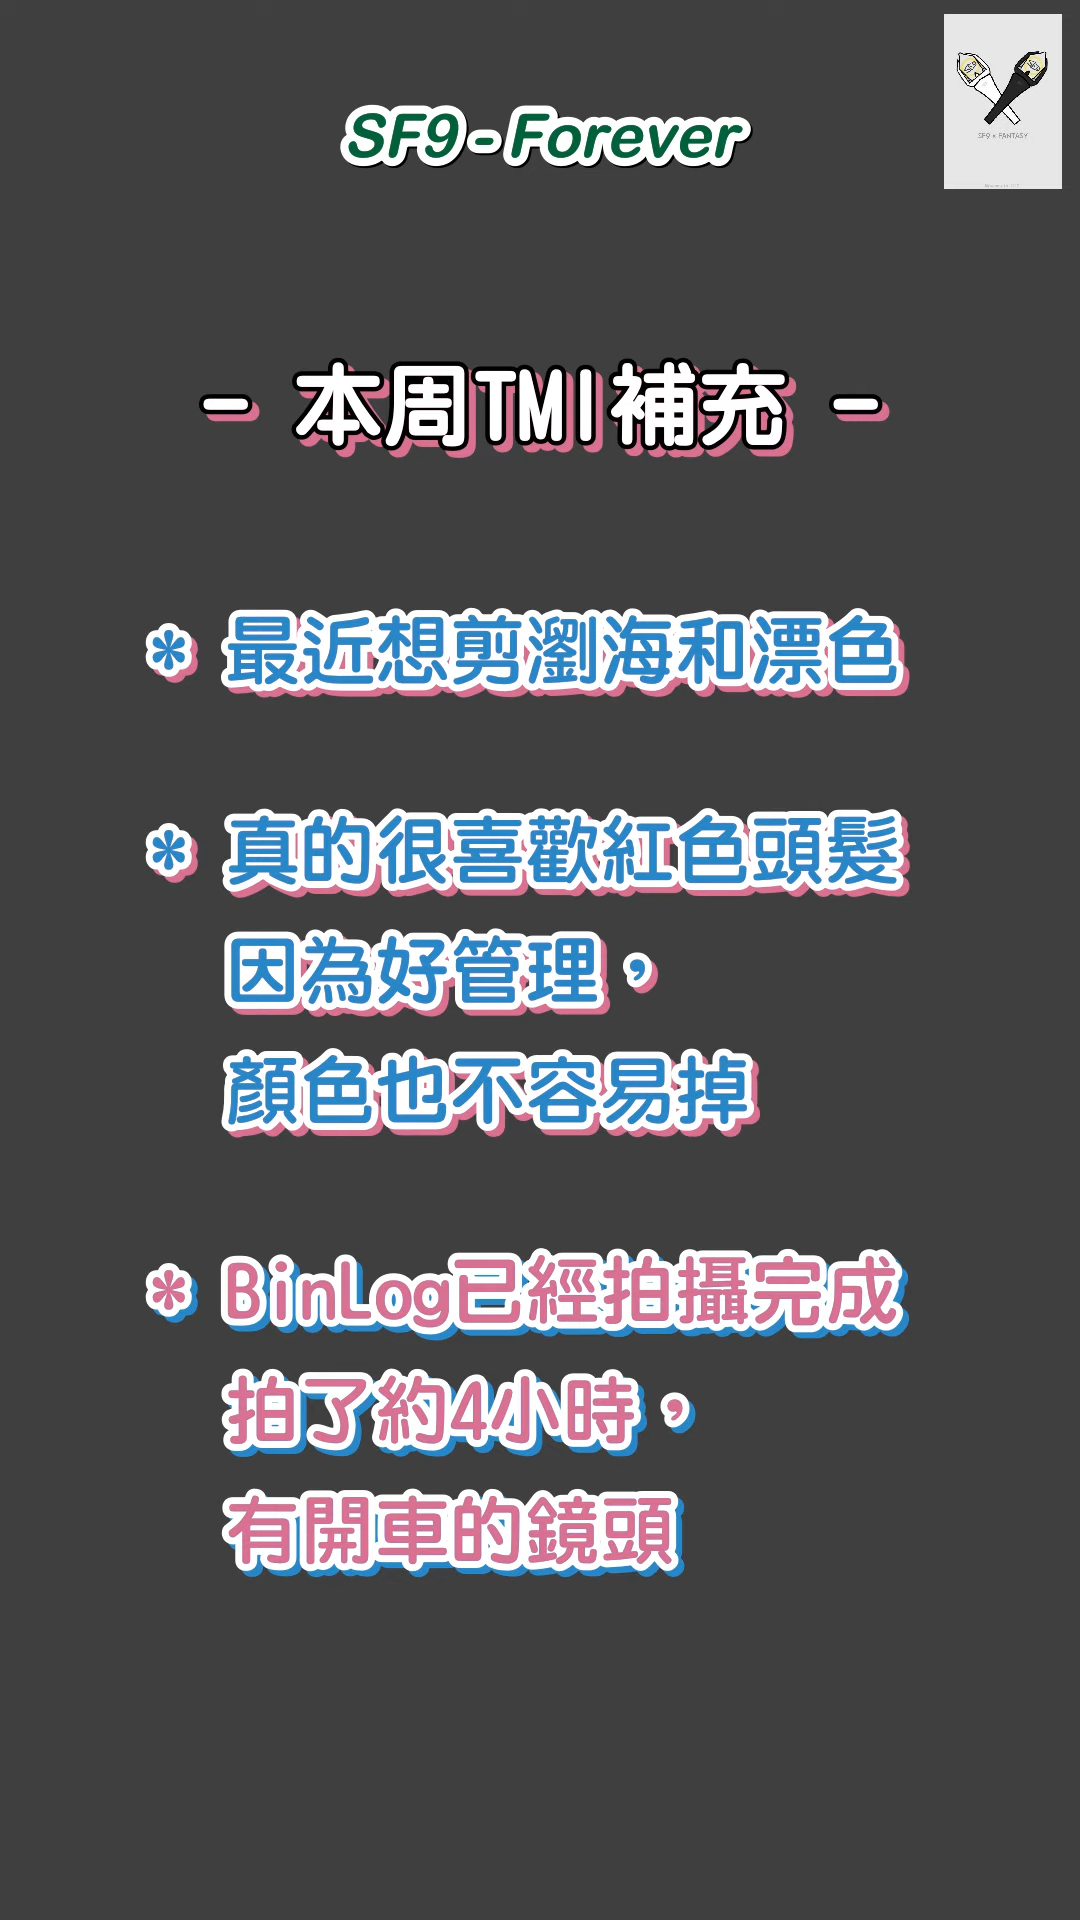 SF9 - Forever
SF9 × FANTASY
- 本周TMI補充 -
* 最近想剪瀏海和漂色
* 真的很喜歡紅色頭髮
因為好管理，
顏色也不容易掉
* BinLog已經拍攝完成
拍了約4小時，
有開車的鏡頭